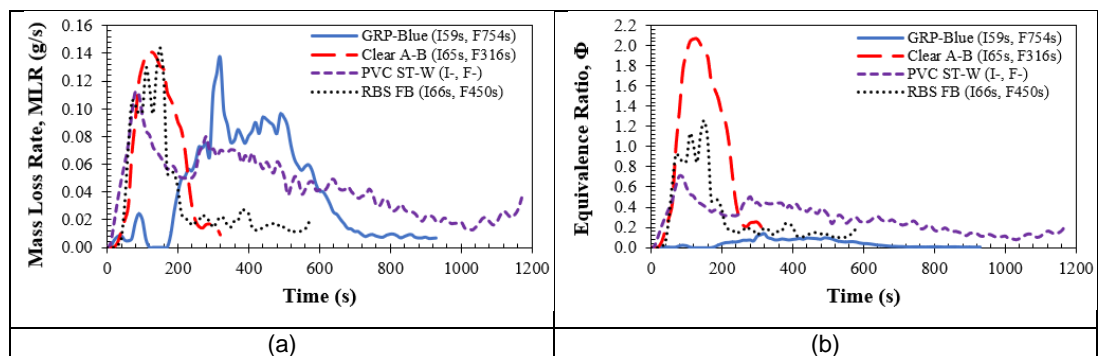 Mass Loss Rate, MLR (g/s)
0.16
0.14
0.12
0.10
0.08
0.06
0.04
0.02
0.00
GRP-Blue (I59s, F754s)
Clear A-B (I65s, F316s)
PVC ST-W (I-, F-)
RBS FB (I66s, F450s)
0 200 400 600 800 1000 1200
Time (s)
(a)
Equivalence Ratio, Φ
2.2
2.0
1.8
1.6
1.4
1.2
1.0
0.8
0.6
0.4
0.2
0.0
GRP-Blue (I59s, F754s)
Clear A-B (I65s, F316s)
PVC ST-W (I-, F-)
RBS FB (I66s, F450s)
0 200 400 600 800 1000 1200
Time (s)
(b)